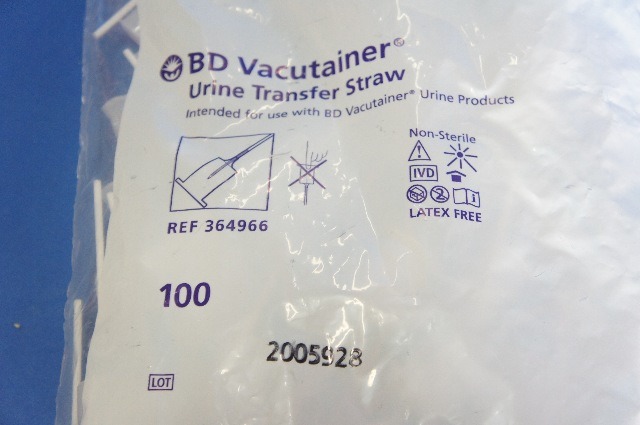 BD Vacutainer®
Urine Transfer Straw
Intended for use with BD Vacutainer® Urine Products
Non-Sterile
IVD
LATEX FREE
REF 364966
100
2005928
LOT